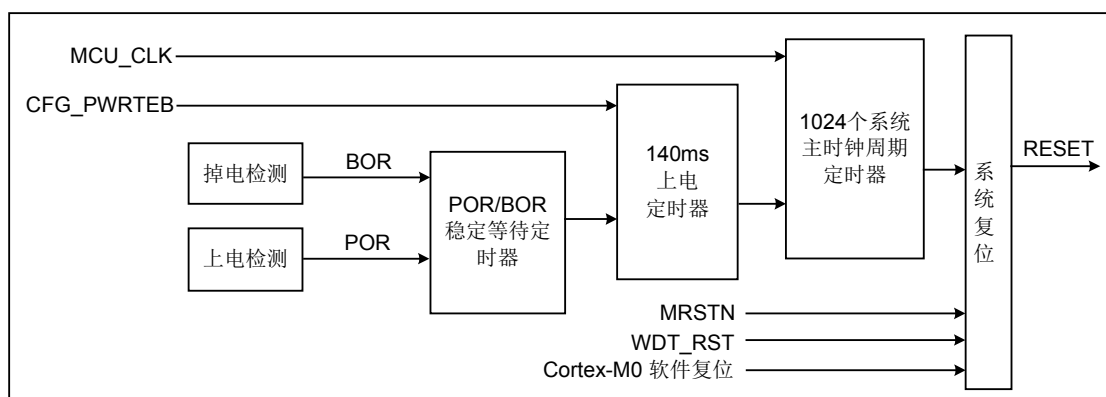 MCU_CLK
CFG_PWRTEB
掉电检测
BOR
上电检测
POR
POR/BOR
稳定等待定
时器
140ms
上电
定时器
1024个系统
主时钟周期
定时器
系
统
复
位
RESET
MRSTN
WDT_RST
Cortex-M0 软件复位